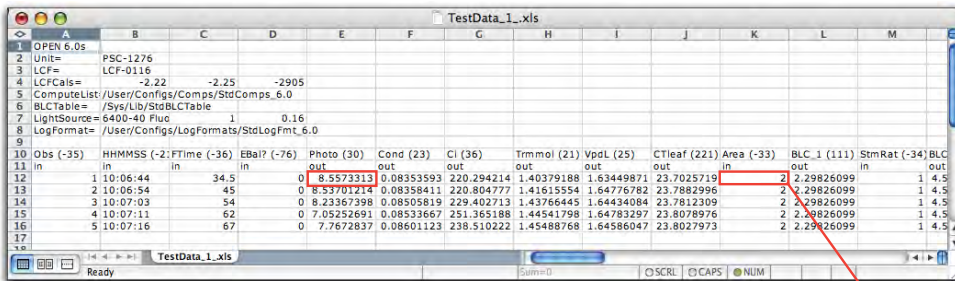 TestData_1_.xls
A B C D E F G H I J K L M
1 OPEN 6.0s
2 Unit= PSC-1276
3 LCF= LCF-0116
4 LCFCals= -2.22 -2.25 -2905
5 ComputeList: /User/Configs/Comps/StdComps_6.0
6 BLCTable= /Sys/Lib/StdBLCTable
7 LightSource= 6400-40 Fluo 1 0.16
8 LogFormat= /User/Configs/LogFormats/StdLogFmt_6.0
9
10 Obs (-35) HHMMSS (-2: FTime (-36) EBal? (-76) Photo (30) Cond (23) Ci (36) Trmmol (21) VpdL (25) CTleaf (221) Area (-33) BLC_1 (111) StmRat (-34) BLC
11 in in in in out out out out out out in out in out
12 1 10:06:44 34.5 0 8.5573313 0.08353593 220.294214 1.40379188 1.63449871 23.7025719 2 2.29826099 1 4.5
13 2 10:06:54 45 0 8.53701214 0.08358411 220.804777 1.41615554 1.64776782 23.7882996 2 2.29826099 1 4.5
14 3 10:07:03 54 0 8.23367398 0.08505819 229.402713 1.43766445 1.64434084 23.7812309 2 2.29826099 1 4.5
15 4 10:07:11 62 0 7.05252691 0.08533667 251.365188 1.44541798 1.64783297 23.8078976 2 2.29826099 1 4.5
16 5 10:07:16 67 0 7.7672837 0.08601123 238.510222 1.45488768 1.64586047 23.8027973 2 2.29826099 1 4.5
17
18
TestData_1_.xls
Ready Sum=0 SCRL CAPS NUM